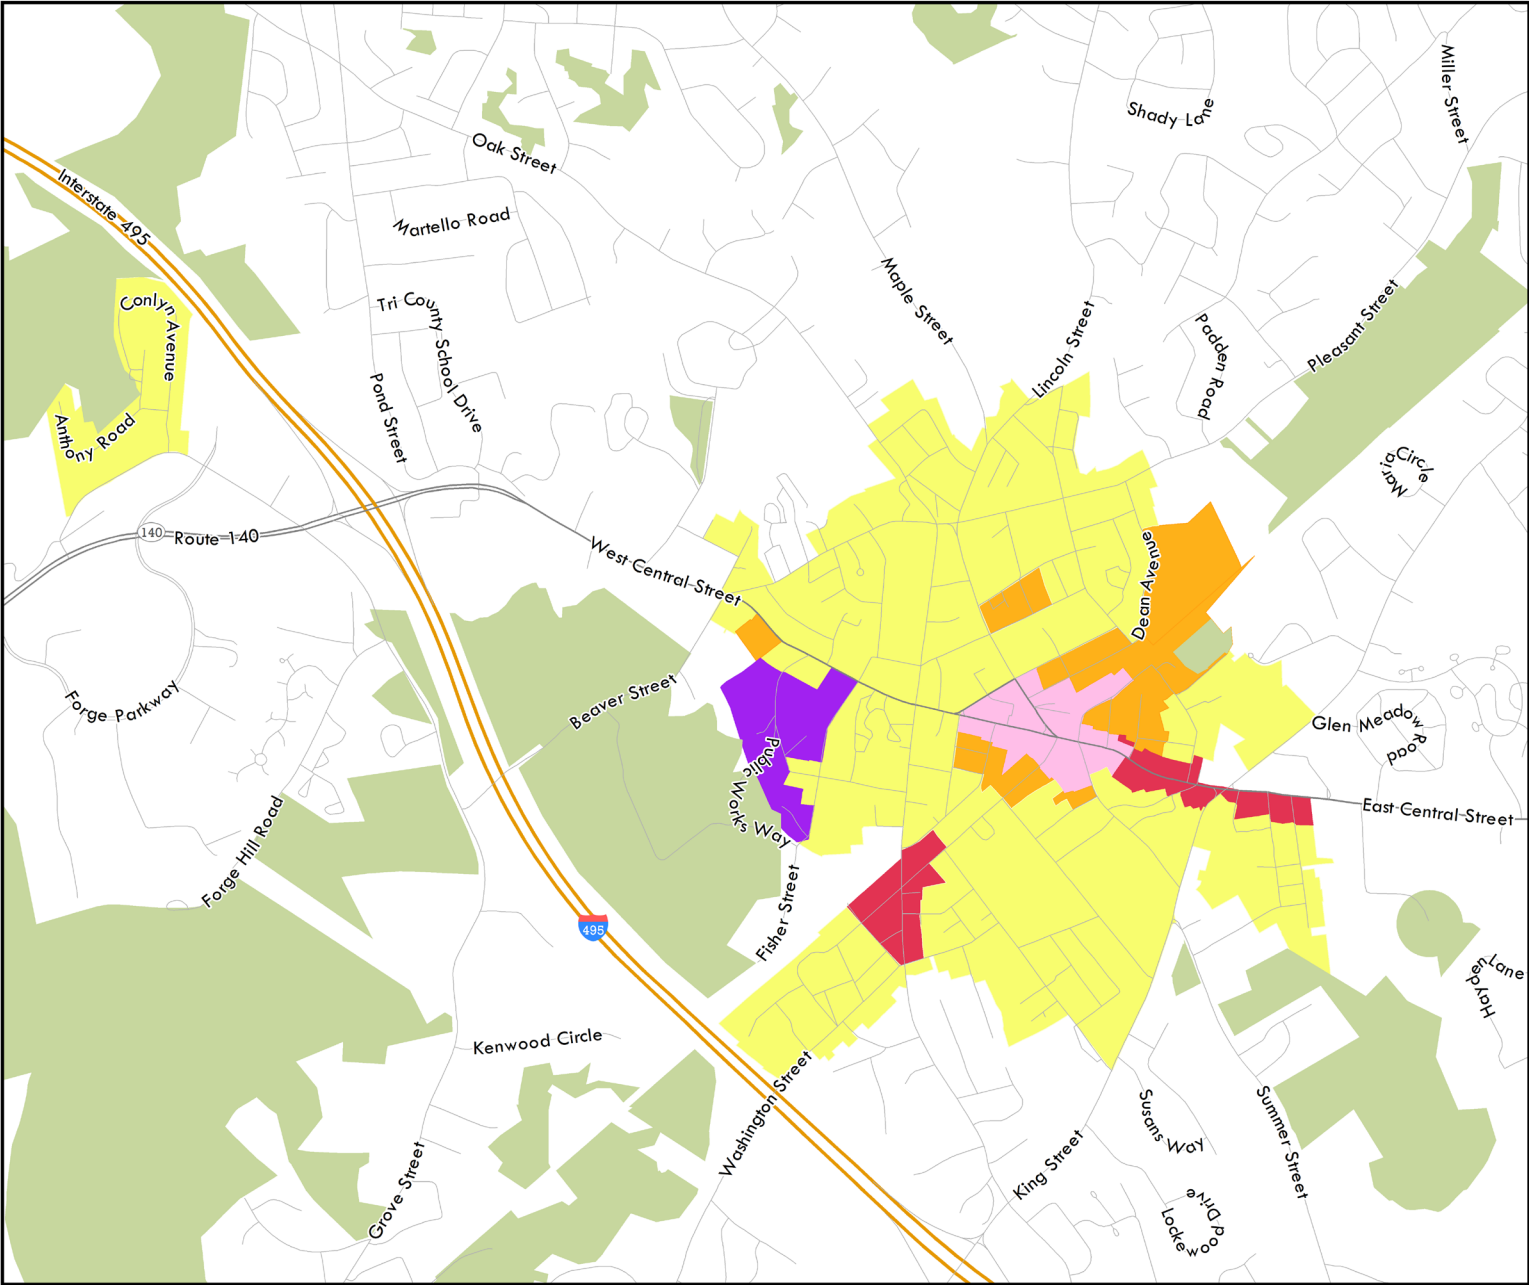 Miller Street
Shady Lane
Oak Street
Interstate 495
Martello Road
Maple Street
Conlyn Avenue
Tri County School Drive
Lincoln Street
Padden Road
Pleasant Street
Pond Street
Anthony Road
Maria Circle
140
Route 140
West Central Street
Dean Avenue
Forge Parkway
Beaver Street
Glen Meadow Road
Public Works Way
East Central Street
Forge Hill Road
Fisher Street
495
Hayden Lane
Kenwood Circle
Washington Street
Susans Way
Summer Street
King Street
Grove Street
Lockewood Drive